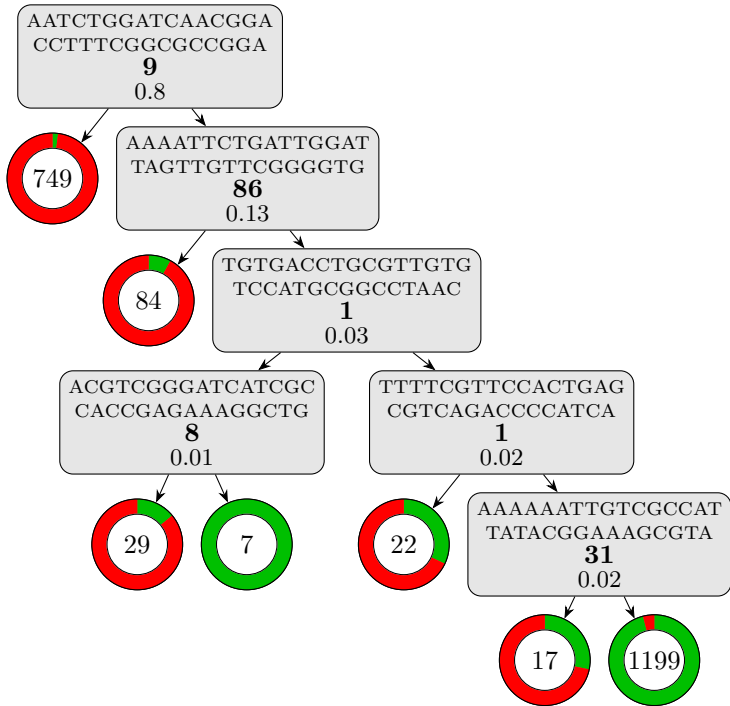 AATCTGGATCAACGGA
CCTTTCGGCGCCGGA
9
0.8
749
AAAATTCTGATTGGAT
TAGTTGTTCGGGGTG
86
0.13
84
TGTGACCTGCGTTGTG
TCCATGCGGCCTAAC
1
0.03
ACGTCGGGATCATCGC
CACCGAGAAAGGCTG
8
0.01
TTTTCGTTCCACTGAG
CGTCAGACCCCATCA
1
0.02
29
7
22
AAAAAATTGTCGCCAT
TATACGGAAAGCGTA
31
0.02
17
1199